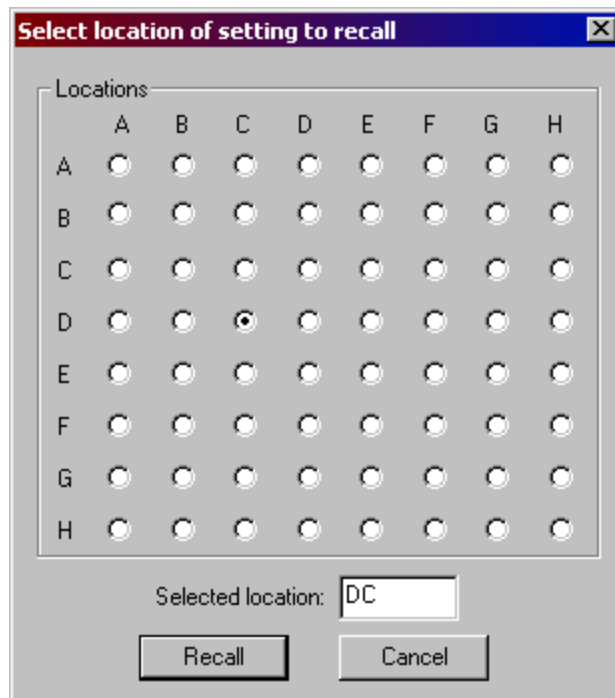 Select location of setting to recall
Locations
A B C D E F G H
A
B
C
D
E
F
G
H
Selected location: DC
Recall Cancel